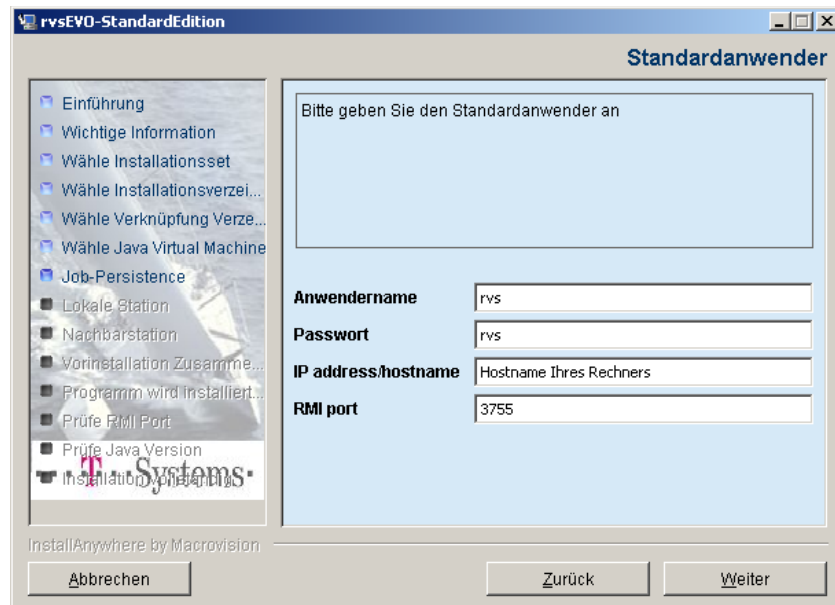 rvsEVO-StandardEdition
Standardanwender
Einführung
Wichtige Information
Wähle Installationsset
Wähle Installationsverzei...
Wähle Verknüpfung Verze...
Wähle Java Virtual Machine
Job-Persistence
Lokale Station
Nachbarstation
Vorinstallation Zusamme...
Programm wird installiert...
Prüfe RMI Port
Prüfe Java Version
Installation vollständig
T Systems
Bitte geben Sie den Standardanwender an
Anwendername rvs
Passwort rvs
IP address/hostname Hostname Ihres Rechners
RMI port 3755
InstallAnywhere by Macrovision
Abbrechen
Zurück
Weiter